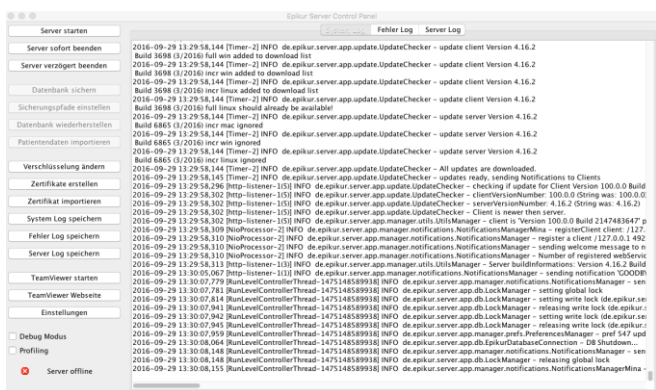 Epikur Server Control Panel
System Log Fehler Log Server Log
Server starten
Server sofort beenden
Server verzögert beenden
Datenbank sichern
Sicherungspfade einstellen
Datenbank wiederherstellen
Patientendaten importieren
Verschlüsselung ändern
Zertifikate erstellen
Zertifikat importieren
System Log speichern
Fehler Log speichern
Server Log speichern
TeamViewer starten
TeamViewer Webseite
Einstellungen
Debug Modus
Profiling
Server offline
2016-09-29 13:29:58,144 [Timer-2] INFO de.epikur.server.app.update.UpdateChecker - update client Version 4.16.2
Build 3698 (3/2016) full win added to download list
2016-09-29 13:29:58,144 [Timer-2] INFO de.epikur.server.app.update.UpdateChecker - update client Version 4.16.2
Build 3698 (3/2016) incr win added to download list
2016-09-29 13:29:58,144 [Timer-2] INFO de.epikur.server.app.update.UpdateChecker - update client Version 4.16.2
Build 3698 (3/2016) incr linux added to download list
2016-09-29 13:29:58,144 [Timer-2] INFO de.epikur.server.app.update.UpdateChecker - update client Version 4.16.2
Build 3698 (3/2016) full linux should already be available!
2016-09-29 13:29:58,144 [Timer-2] INFO de.epikur.server.app.update.UpdateChecker - update server Version 4.16.2
Build 6865 (3/2016) incr mac ignored
2016-09-29 13:29:58,144 [Timer-2] INFO de.epikur.server.app.update.UpdateChecker - update server Version 4.16.2
Build 6865 (3/2016) incr win ignored
2016-09-29 13:29:58,144 [Timer-2] INFO de.epikur.server.app.update.UpdateChecker - update server Version 4.16.2
Build 6865 (3/2016) incr linux ignored
2016-09-29 13:29:58,144 [Timer-2] INFO de.epikur.server.app.update.UpdateChecker - All updates are downloaded.
2016-09-29 13:29:58,145 [Timer-2] INFO de.epikur.server.app.update.UpdateChecker - updates ready, sending Notifications to Clients
2016-09-29 13:29:58,296 [http-listener-1(5)] INFO de.epikur.server.app.update.UpdateChecker - checking if update for Client Version 100.0.0 Build
2016-09-29 13:29:58,302 [http-listener-1(5)] INFO de.epikur.server.app.update.UpdateChecker - clientVersionNumber: 100.0.0 (String was: 100.0.0)
2016-09-29 13:29:58,302 [http-listener-1(5)] INFO de.epikur.server.app.update.UpdateChecker - serverVersionNumber: 4.16.2 (String was: 4.16.2)
2016-09-29 13:29:58,302 [http-listener-1(5)] INFO de.epikur.server.app.update.UpdateChecker - Client is newer then server.
2016-09-29 13:29:58,302 [http-listener-1(5)] INFO de.epikur.server.app.manager.utils.UtilsManager - client is 'Version 100.0.0 Build 2147483647' p
2016-09-29 13:29:58,309 [NioProcessor-2] INFO de.epikur.server.app.manager.notifications.NotificationsManagerMina - registerClient client: /127.
2016-09-29 13:29:58,310 [NioProcessor-2] INFO de.epikur.server.app.manager.notifications.NotificationsManager - register a client /127.0.0.1 492
2016-09-29 13:29:58,310 [NioProcessor-2] INFO de.epikur.server.app.manager.notifications.NotificationsManager - sending welcome message to n
2016-09-29 13:29:58,310 [NioProcessor-2] INFO de.epikur.server.app.manager.notifications.NotificationsManager - Number of registered webServic
2016-09-29 13:29:58,313 [http-listener-1(3)] INFO de.epikur.server.app.manager.notifications.NotificationsManager - Server buildInformations: Version 4.16.2 Build
2016-09-29 13:30:05,067 [http-listener-1(1)] INFO de.epikur.server.app.manager.notifications.NotificationsManager - sending notification 'GOODB
2016-09-29 13:30:07,779 [RunLevelControllerThread-1475148589938] INFO de.epikur.server.app.manager.notifications.NotificationsManager - sen
2016-09-29 13:30:07,781 [RunLevelControllerThread-1475148589938] INFO de.epikur.server.app.db.LockManager - setting global lock
2016-09-29 13:30:07,814 [RunLevelControllerThread-1475148589938] INFO de.epikur.server.app.db.LockManager - setting write lock (de.epikur.ser
2016-09-29 13:30:07,941 [RunLevelControllerThread-1475148589938] INFO de.epikur.server.app.db.LockManager - releasing write lock (de.epikur.s
2016-09-29 13:30:07,942 [RunLevelControllerThread-1475148589938] INFO de.epikur.server.app.db.LockManager - setting write lock (de.epikur.ser
2016-09-29 13:30:07,945 [RunLevelControllerThread-1475148589938] INFO de.epikur.server.app.db.LockManager - releasing write lock (de.epikur.s
2016-09-29 13:30:07,959 [RunLevelControllerThread-1475148589938] INFO de.epikur.server.app.manager.prefs.PreferencesManager - pref 547 upd
2016-09-29 13:30:08,064 [RunLevelControllerThread-1475148589938] INFO de.epikur.server.app.db.EpikurDatabaseConnection - DB Shutdown...
2016-09-29 13:30:08,148 [RunLevelControllerThread-1475148589938] INFO de.epikur.server.app.manager.notifications.NotificationsManager - sen
2016-09-29 13:30:08,148 [RunLevelControllerThread-1475148589938] INFO de.epikur.server.app.db.LockManager - releasing global lock
2016-09-29 13:30:08,155 [RunLevelControllerThread-1475148589938] INFO de.epikur.server.app.manager.notifications.NotificationsManagerMina -